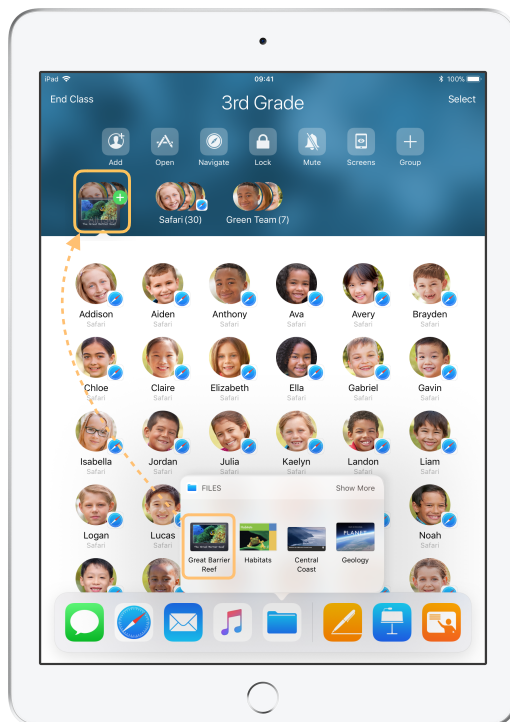 iPad 09:41 100%
End Class 3rd Grade Select
Add Open Navigate Lock Mute Screens Group
Safari (30) Green Team (7)
Addison Aiden Anthony Ava Avery Brayden
Safari Safari Safari Safari Safari Safari
Chloe Claire Elizabeth Ella Gabriel Gavin
Safari Safari Safari Safari Safari Safari
Isabella Jordan Julia Kaelyn Landon Liam
Safari Safari Safari Safari Safari Safari
FILES Show More
Logan Lucas Noah
Safari Safari Safari
PLANET
Great Barrier Habitats Central Geology
Reef Coast